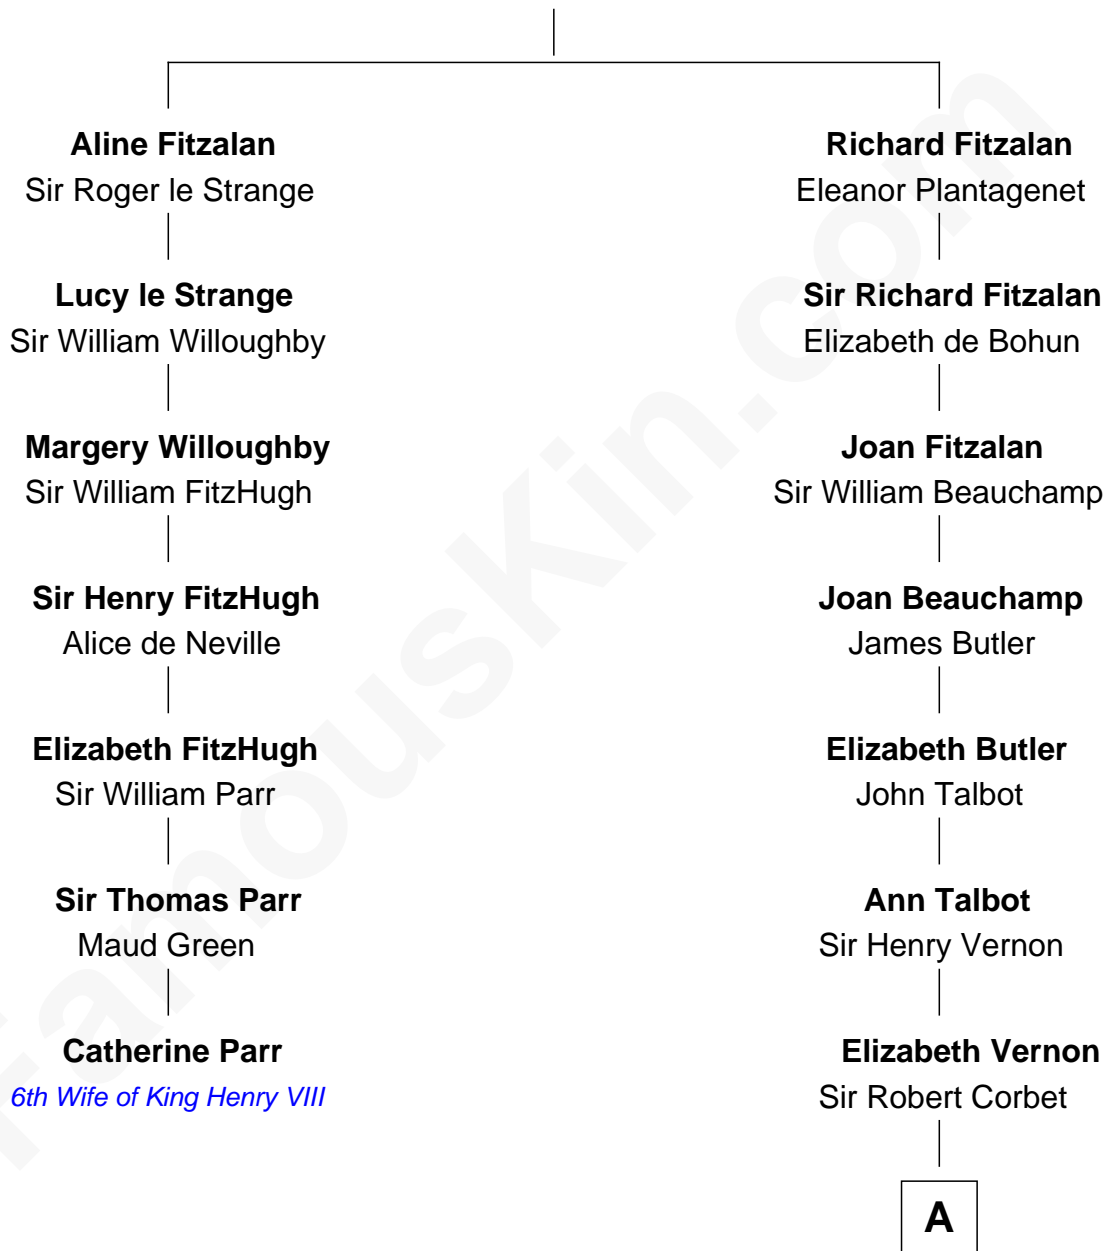 Aline Fitzalan
Sir Roger le Strange
Richard Fitzalan
Eleanor Plantagenet
Lucy le Strange
Sir William Willoughby
Sir Richard Fitzalan
Elizabeth de Bohun
Margery Willoughby
Sir William FitzHugh
Joan Fitzalan
Sir William Beauchamp
Sir Henry FitzHugh
Alice de Neville
Joan Beauchamp
James Butler
Elizabeth FitzHugh
Sir William Parr
Elizabeth Butler
John Talbot
Sir Thomas Parr
Maud Green
Ann Talbot
Sir Henry Vernon
Catherine Parr
6th Wife of King Henry VIII
Elizabeth Vernon
Sir Robert Corbet
A
FamousKin.com